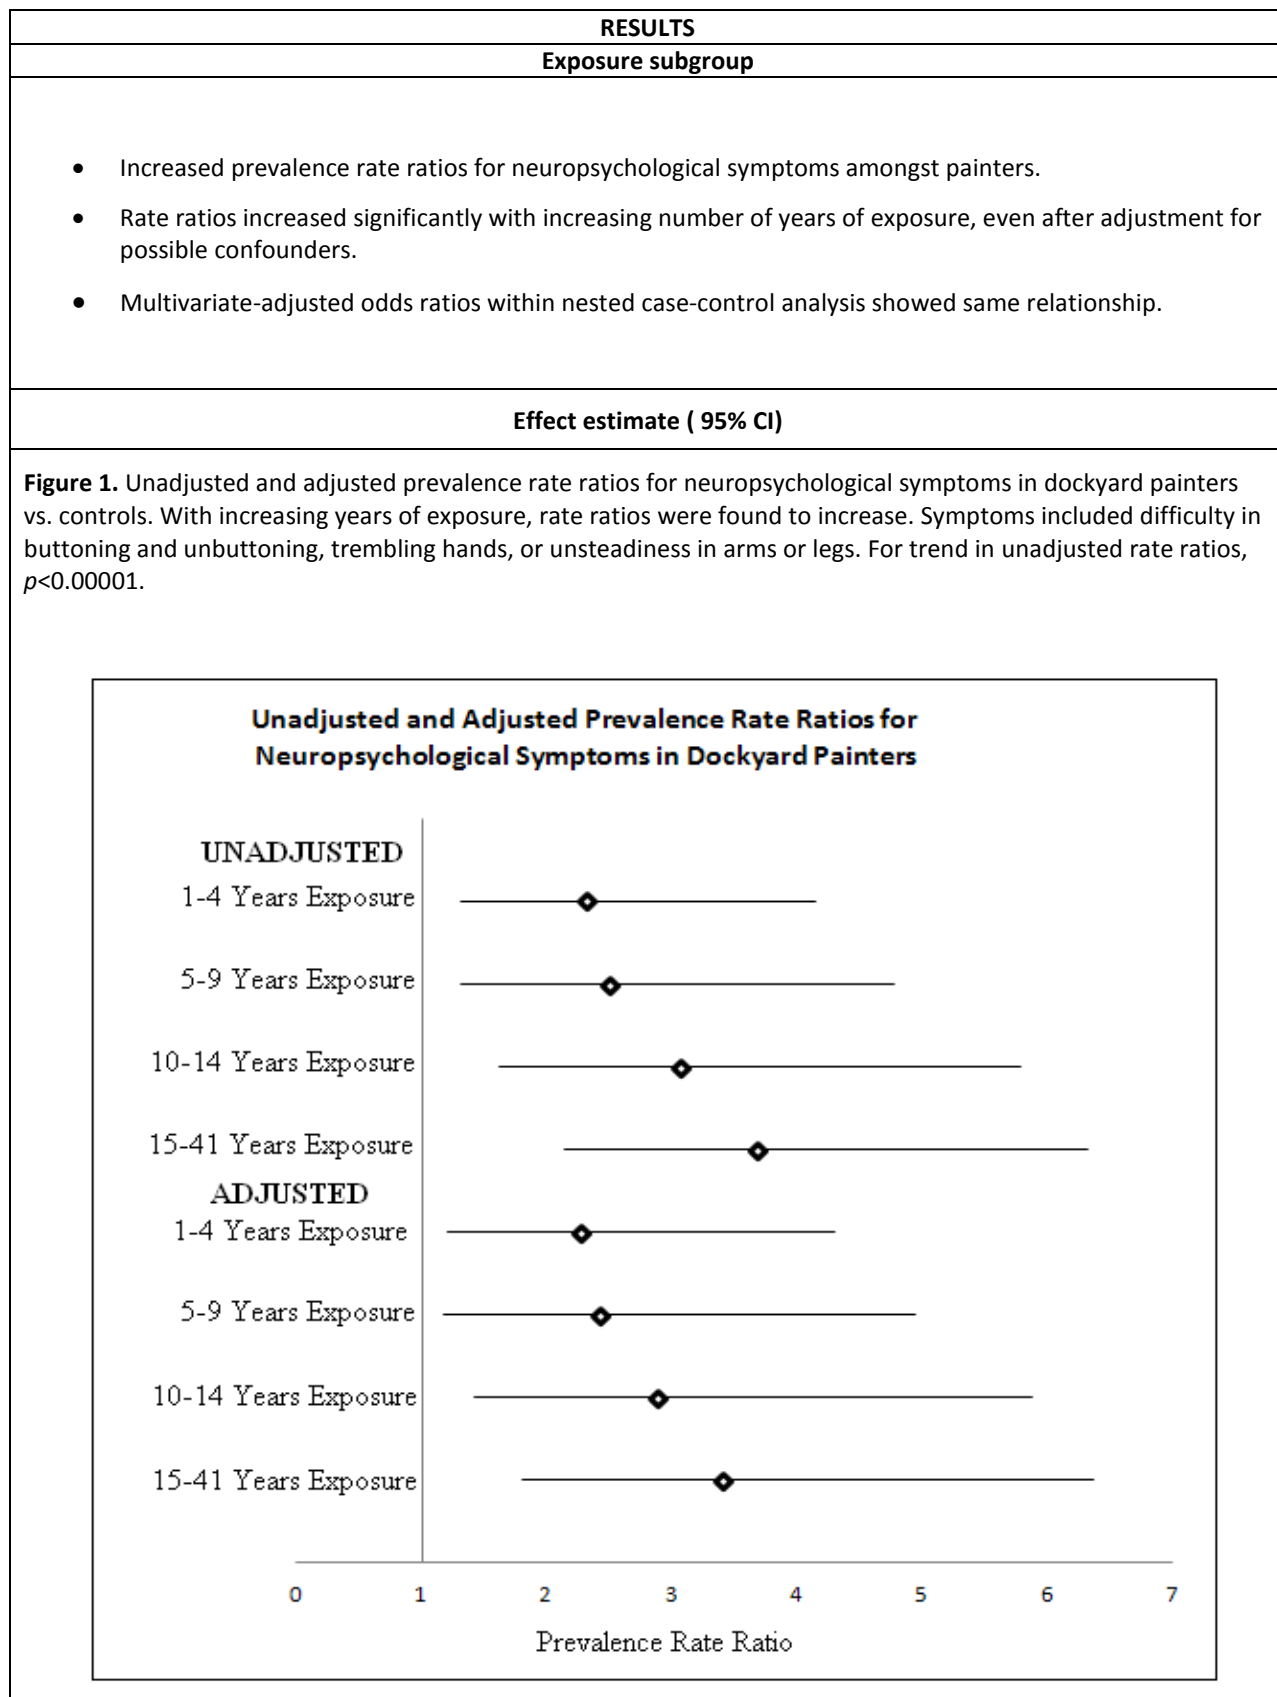 RESULTS
Exposure subgroup
• Increased prevalence rate ratios for neuropsychological symptoms amongst painters.
• Rate ratios increased significantly with increasing number of years of exposure, even after adjustment for
possible confounders.
• Multivariate-adjusted odds ratios within nested case-control analysis showed same relationship.
Effect estimate ( 95% CI)
Figure 1. Unadjusted and adjusted prevalence rate ratios for neuropsychological symptoms in dockyard painters
vs. controls. With increasing years of exposure, rate ratios were found to increase. Symptoms included difficulty in
buttoning and unbuttoning, trembling hands, or unsteadiness in arms or legs. For trend in unadjusted rate ratios,
p<0.00001.
Unadjusted and Adjusted Prevalence Rate Ratios for
Neuropsychological Symptoms in Dockyard Painters
UNADJUSTED
1-4 Years Exposure
5-9 Years Exposure
10-14 Years Exposure
15-41 Years Exposure
ADJUSTED
1-4 Years Exposure
5-9 Years Exposure
10-14 Years Exposure
15-41 Years Exposure
0 1 2 3 4 5 6 7
Prevalence Rate Ratio